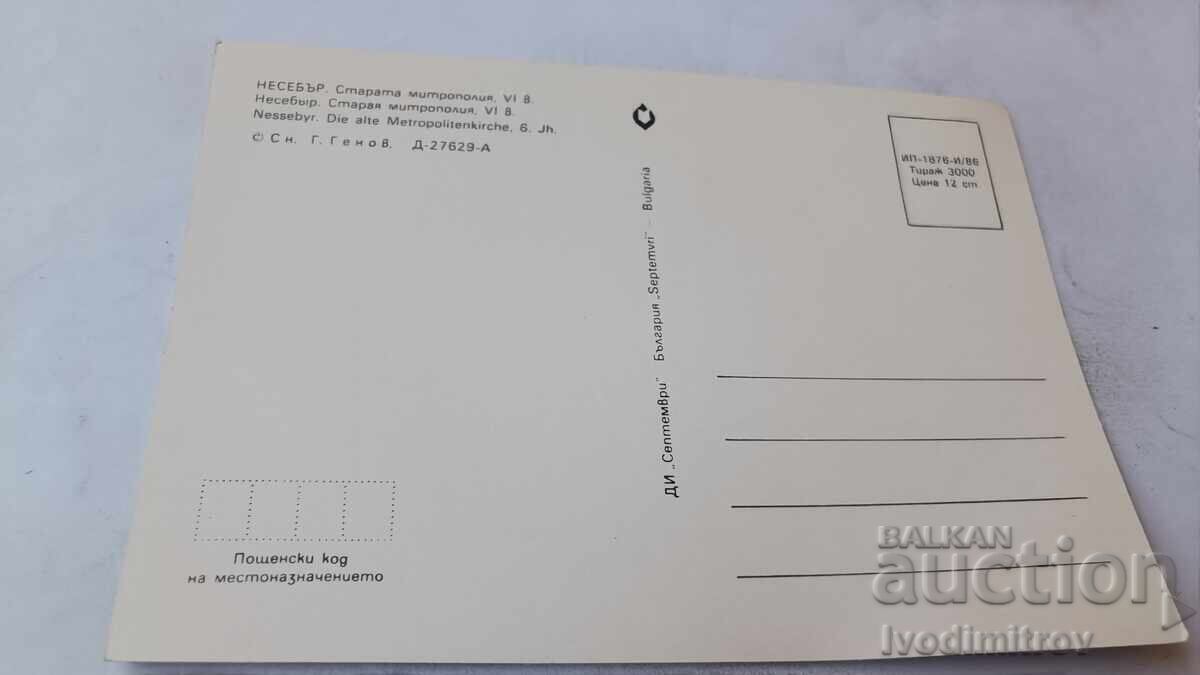 НЕСЕБЪР. Старата митрополия, VI в.
Несебыр. Старая митрополия, VI в.
Nessebyr. Die alte Metropolitenkirche, 6. Jh.
© Сн. Г. Генов, Д-27629-А
ДИ „Септември" България „Septemvri" – Bulgaria
ИП-1876-И/86
Тираж 3000
Цена 12 ст.
Пощенски код
на местоназначението
BALKAN
auction
Ivodimitrov